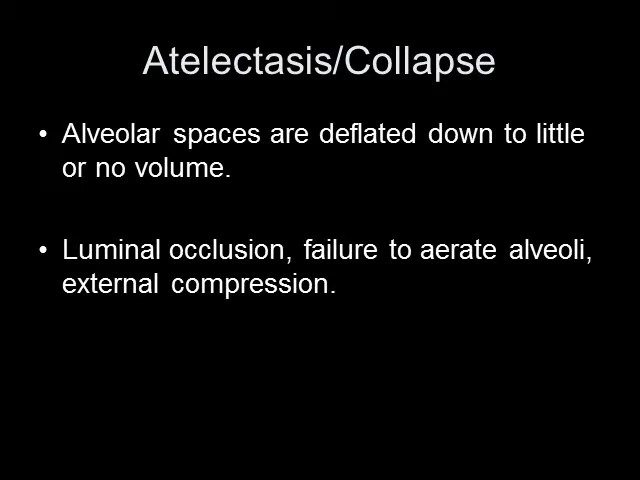 Atelectasis/Collapse
• Alveolar spaces are deflated down to little
or no volume.
• Luminal occlusion, failure to aerate alveoli,
external compression.